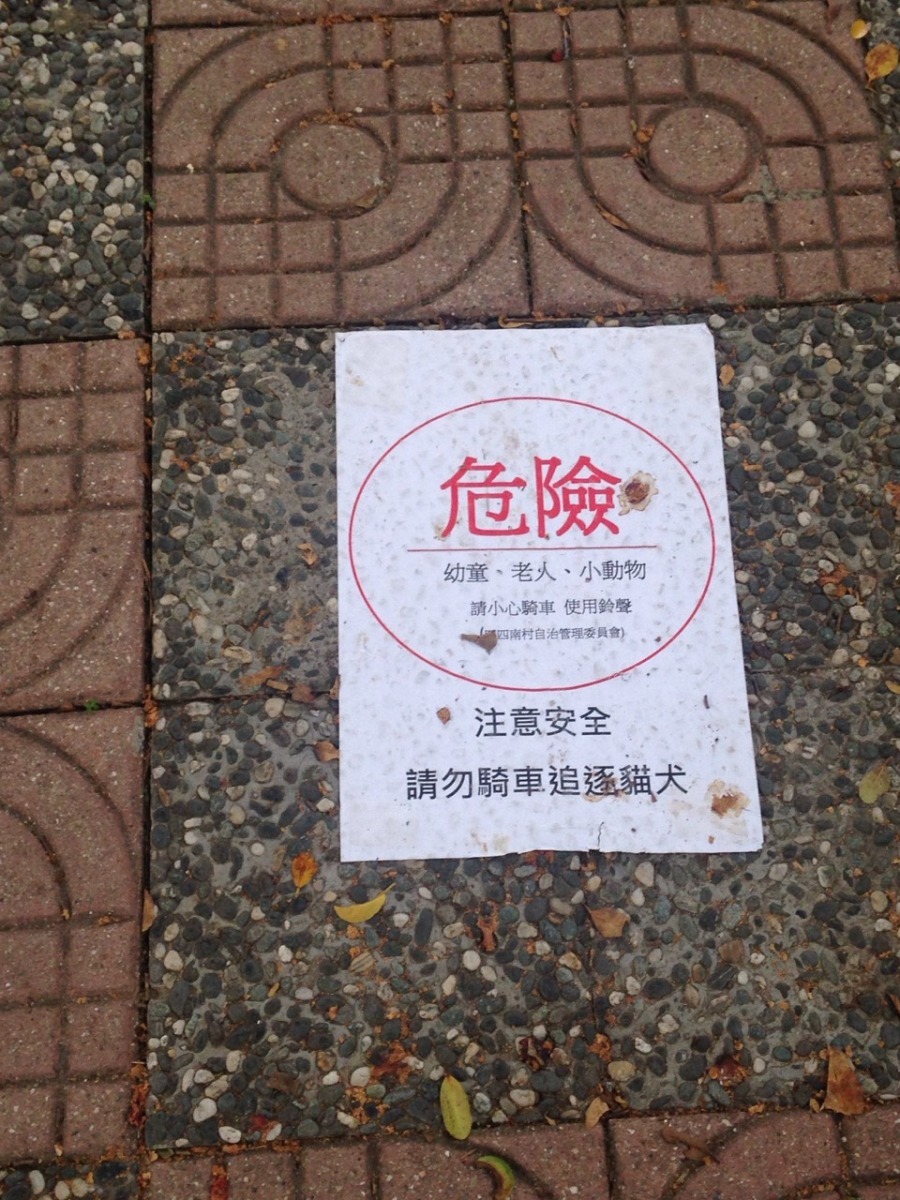 危險
幼童、老人、小動物
請小心騎車 使用鈴聲
四南村自治管理委員會)
注意安全
請勿騎車追逐貓犬